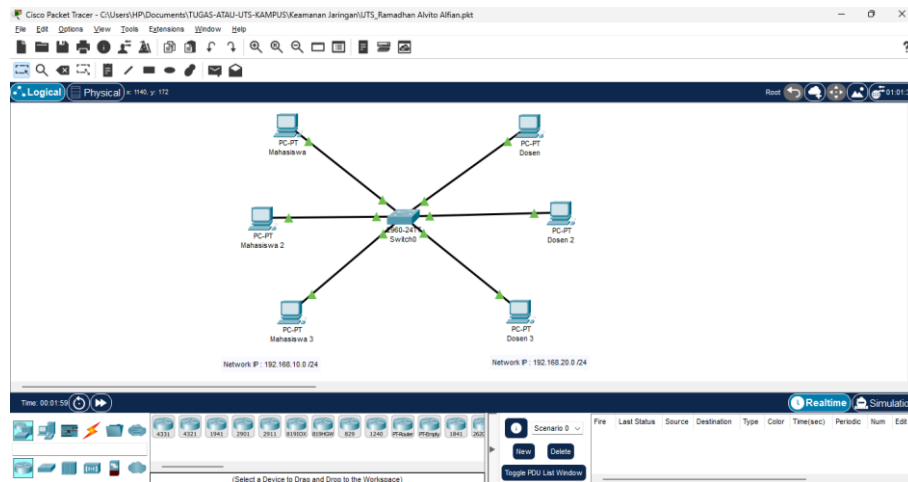 Cisco Packet Tracer - C:\Users\HP\Documents\TUGAS-ATAU-UTS-KAMPUS\Keamanan Jaringan\UTS_Ramadhan Alvito Alfian.pkt
File Edit Options View Tools Extensions Window Help
Logical Physical x: 1140, y: 172 Root
PC-PT
Mahasiswa
PC-PT
Dosen
PC-PT
Mahasiswa 2
Switch0
PC-PT
Dosen 2
PC-PT
Mahasiswa 3
PC-PT
Dosen 3
Network IP : 192.168.10.0 /24
Network IP : 192.168.20.0 /24
Time: 00:01:59 Realtime
4331 4321 1941 2901 2911 819IOX 819HGW 829 1240 PT-Router PT-Empty 1841
Scenario 0
Fire Last Status Source Destination Type Color Time(sec) Periodic Num Edit
New Delete
Toggle PDU List Window
(Select a Device to Drag and Drop to the Workspace)